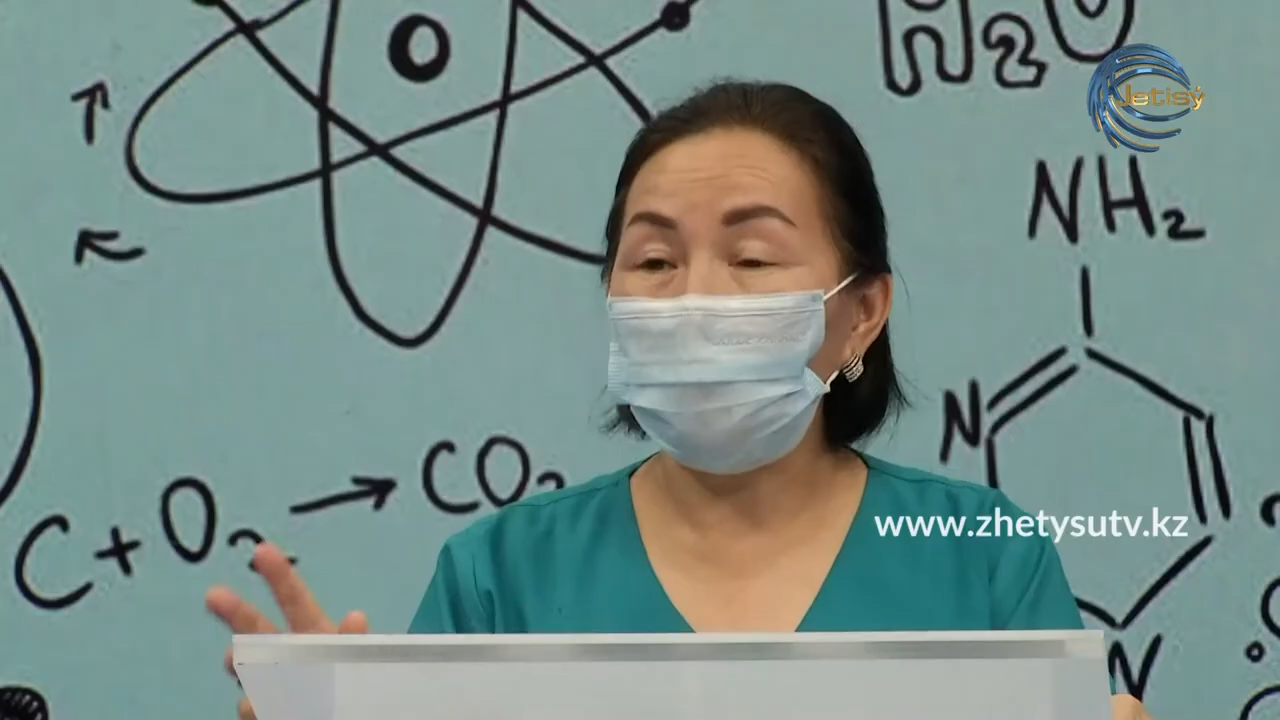 H₂O
Jetisý
NH₂
N
C + O₂ → CO₂
www.zhetysutv.kz
N